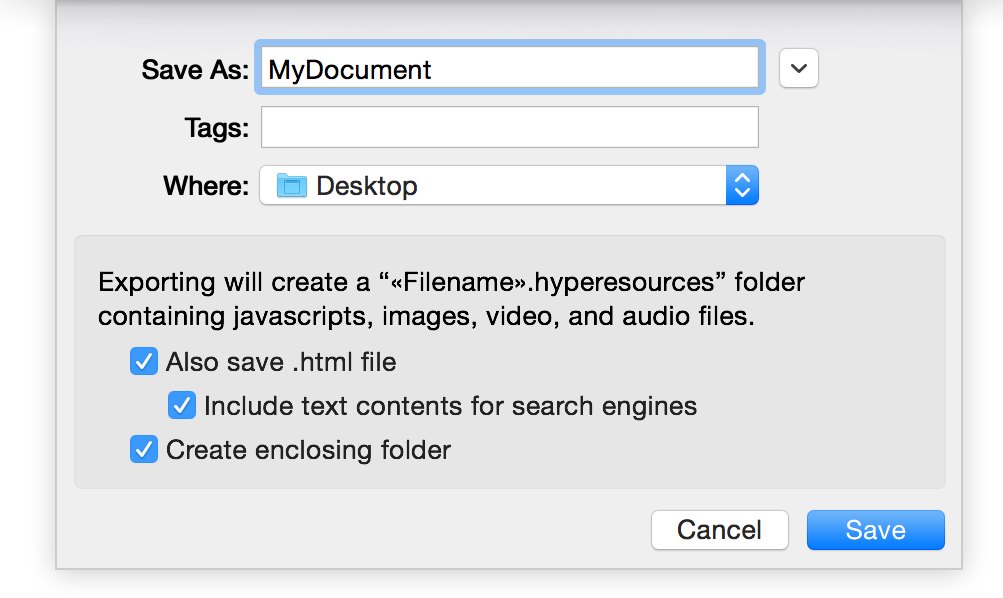 Save As: MyDocument
Tags:
Where: Desktop
Exporting will create a “«Filename».hyperesources” folder
containing javascripts, images, video, and audio files.
Also save .html file
Include text contents for search engines
Create enclosing folder
Cancel Save